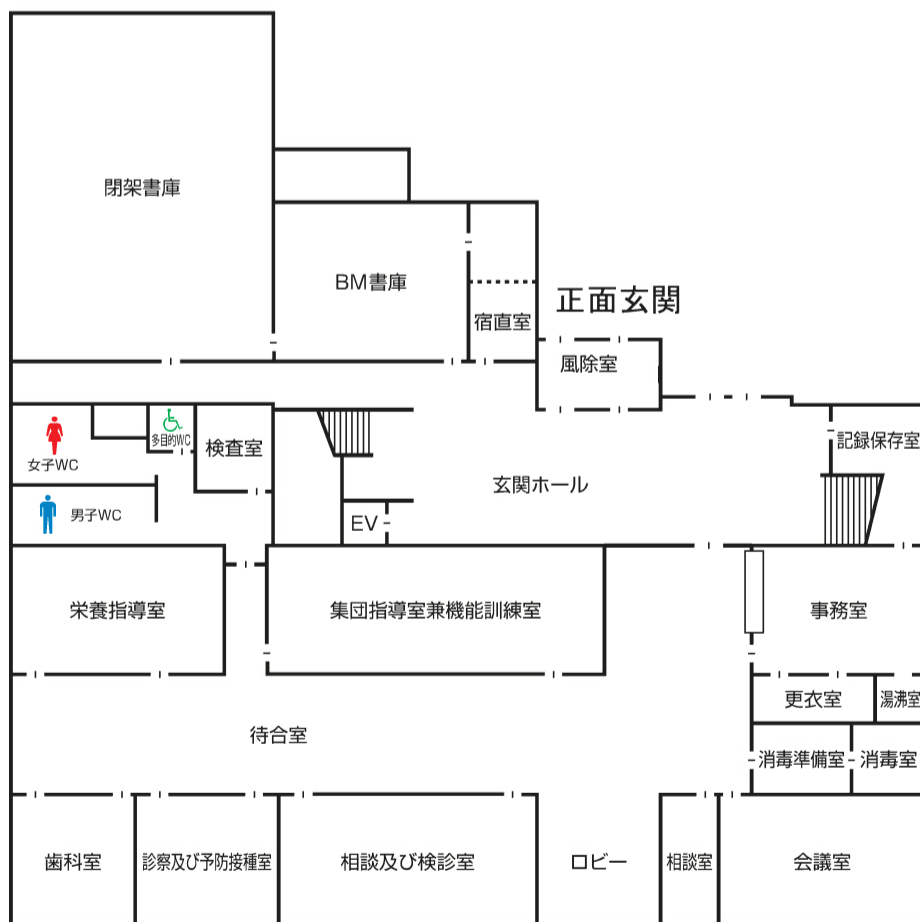 閉架書庫
BM書庫
正面玄関
宿直室
風除室
多目的WC
検査室
記録保存室
女子WC
玄関ホール
男子WC
EV
栄養指導室
集団指導室兼機能訓練室
事務室
更衣室
湯沸室
待合室
消毒準備室
消毒室
歯科室
診察及び予防接種室
相談及び検診室
ロビー
相談室
会議室